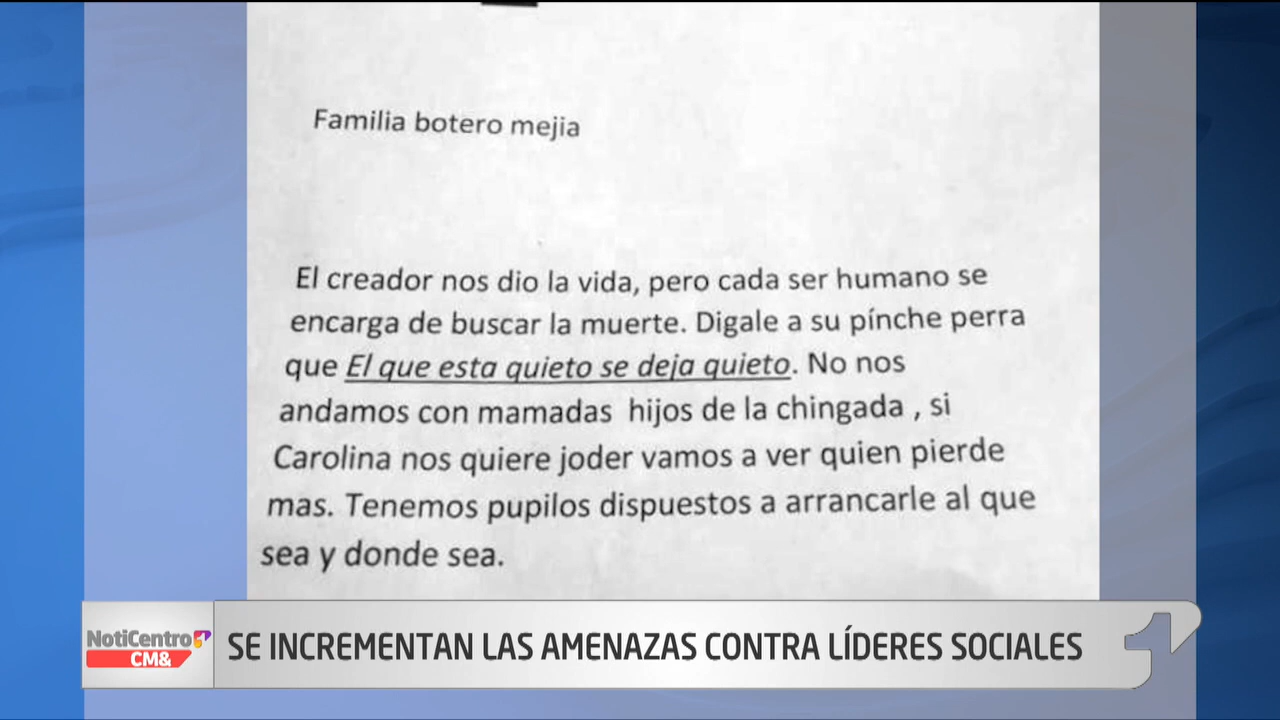 Familia botero mejia
El creador nos dio la vida, pero cada ser humano se
encarga de buscar la muerte. Digale a su pínche perra
que El que esta quieto se deja quieto. No nos
andamos con mamadas hijos de la chingada , si
Carolina nos quiere joder vamos a ver quien pierde
mas. Tenemos pupilos dispuestos a arrancarle al que
sea y donde sea.
NotiCentro 1
CM&
SE INCREMENTAN LAS AMENAZAS CONTRA LÍDERES SOCIALES
1